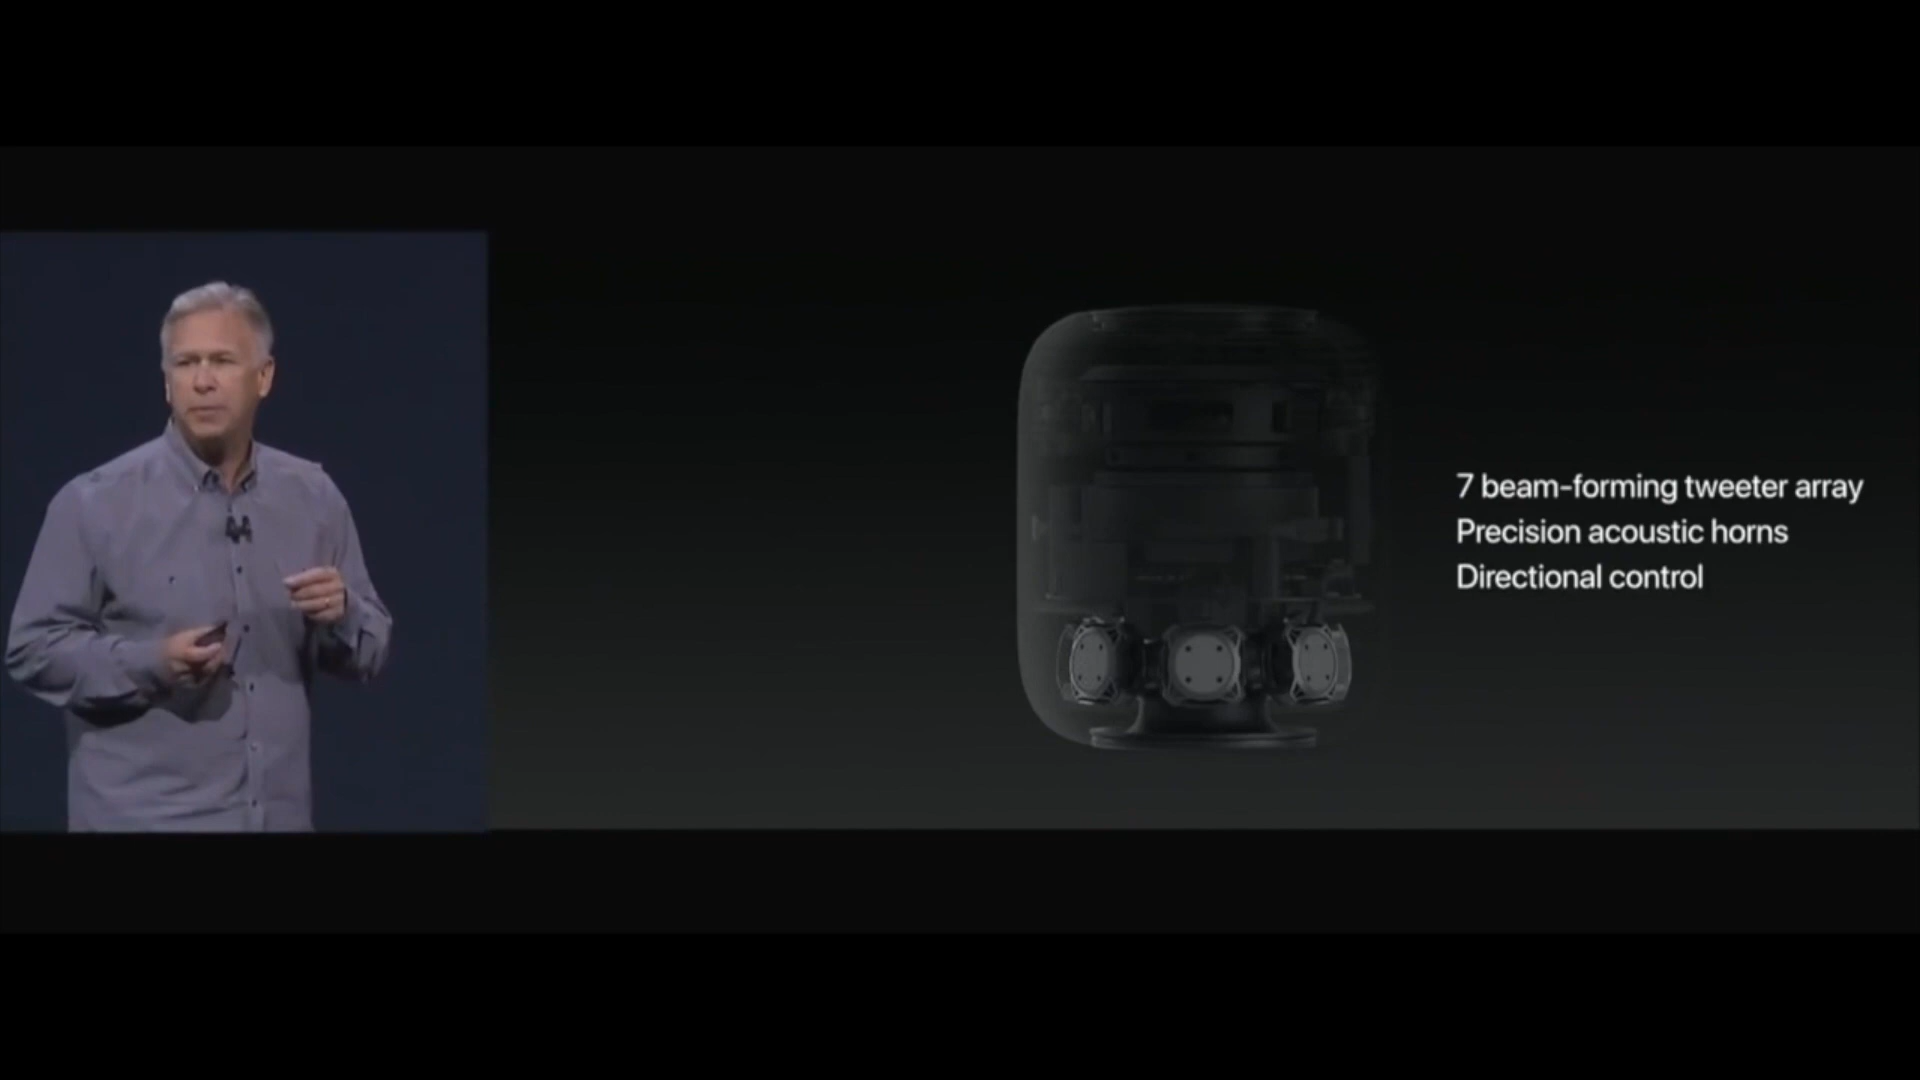 7 beam-forming tweeter array
Precision acoustic horns
Directional control